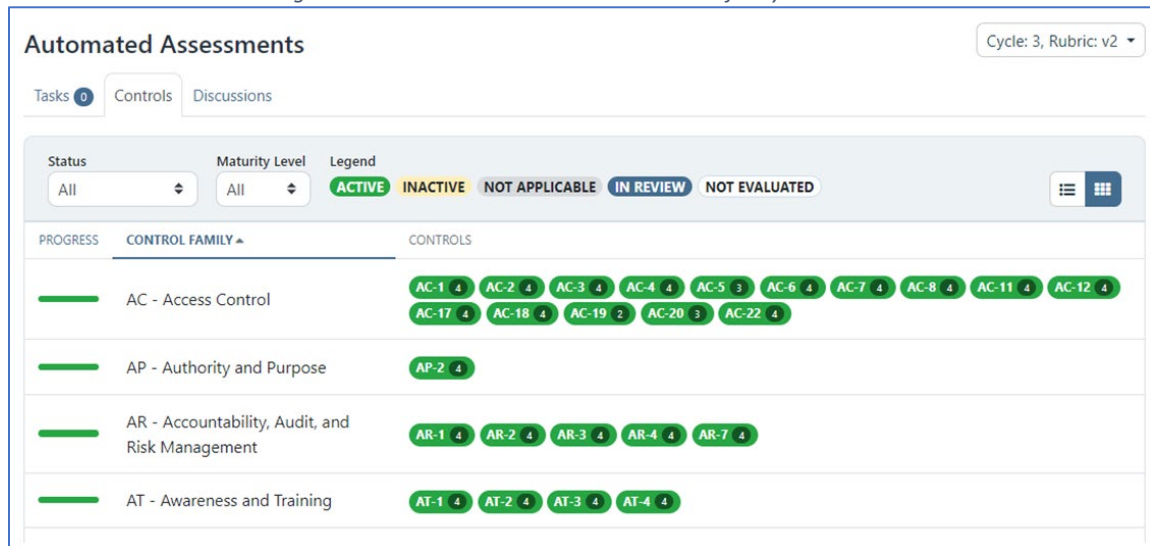 Automated Assessments
Cycle: 3, Rubric: v2
Tasks 0 Controls Discussions
Status Maturity Level Legend
All All ACTIVE INACTIVE NOT APPLICABLE IN REVIEW NOT EVALUATED
PROGRESS CONTROL FAMILY CONTROLS
AC - Access Control
AC-1 4 AC-2 4 AC-3 4 AC-4 4 AC-5 3 AC-6 4 AC-7 4 AC-8 4 AC-11 4 AC-12 4
AC-17 4 AC-18 4 AC-19 2 AC-20 3 AC-22 4
AP - Authority and Purpose AP-2 4
AR - Accountability, Audit, and
Risk Management
AR-1 4 AR-2 4 AR-3 4 AR-4 4 AR-7 4
AT - Awareness and Training AT-1 4 AT-2 4 AT-3 4 AT-4 4